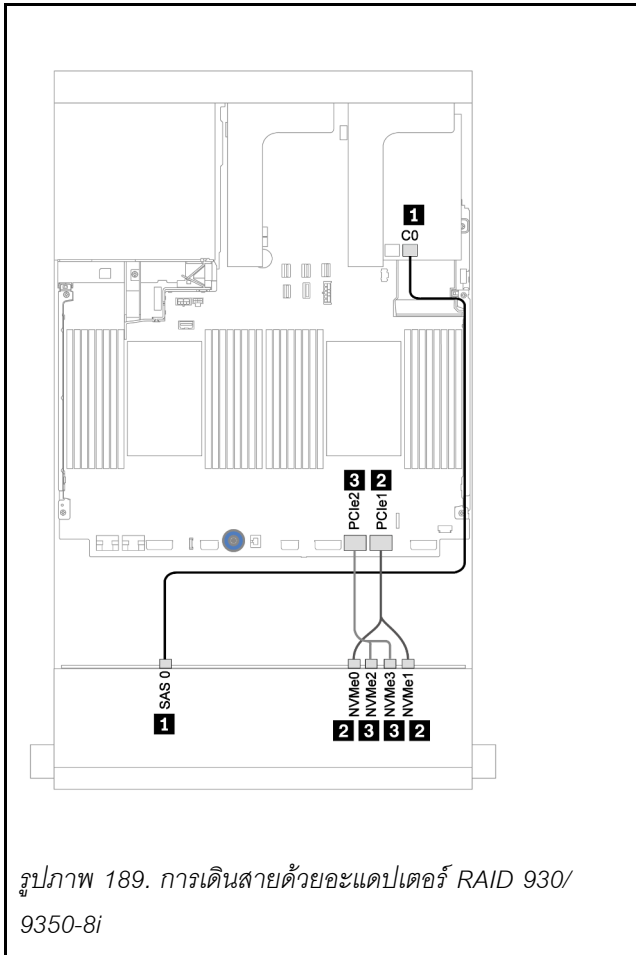 1
C0
3 2
PCIe2
PCIe1
SAS 0
NVMe0
NVMe2
NVMe3
NVMe1
1
2 3 3 2
รูปภาพ 189. การเดินสายด้วยอะแดปเตอร์ RAID 930/
9350-8i